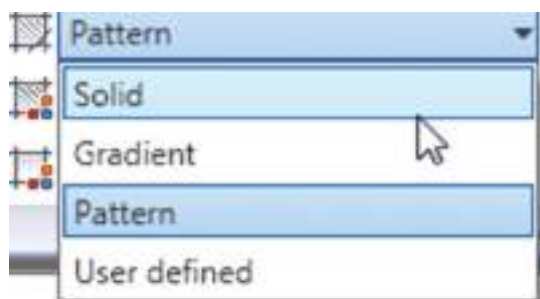 Pattern
Solid
Gradient
Pattern
User defined